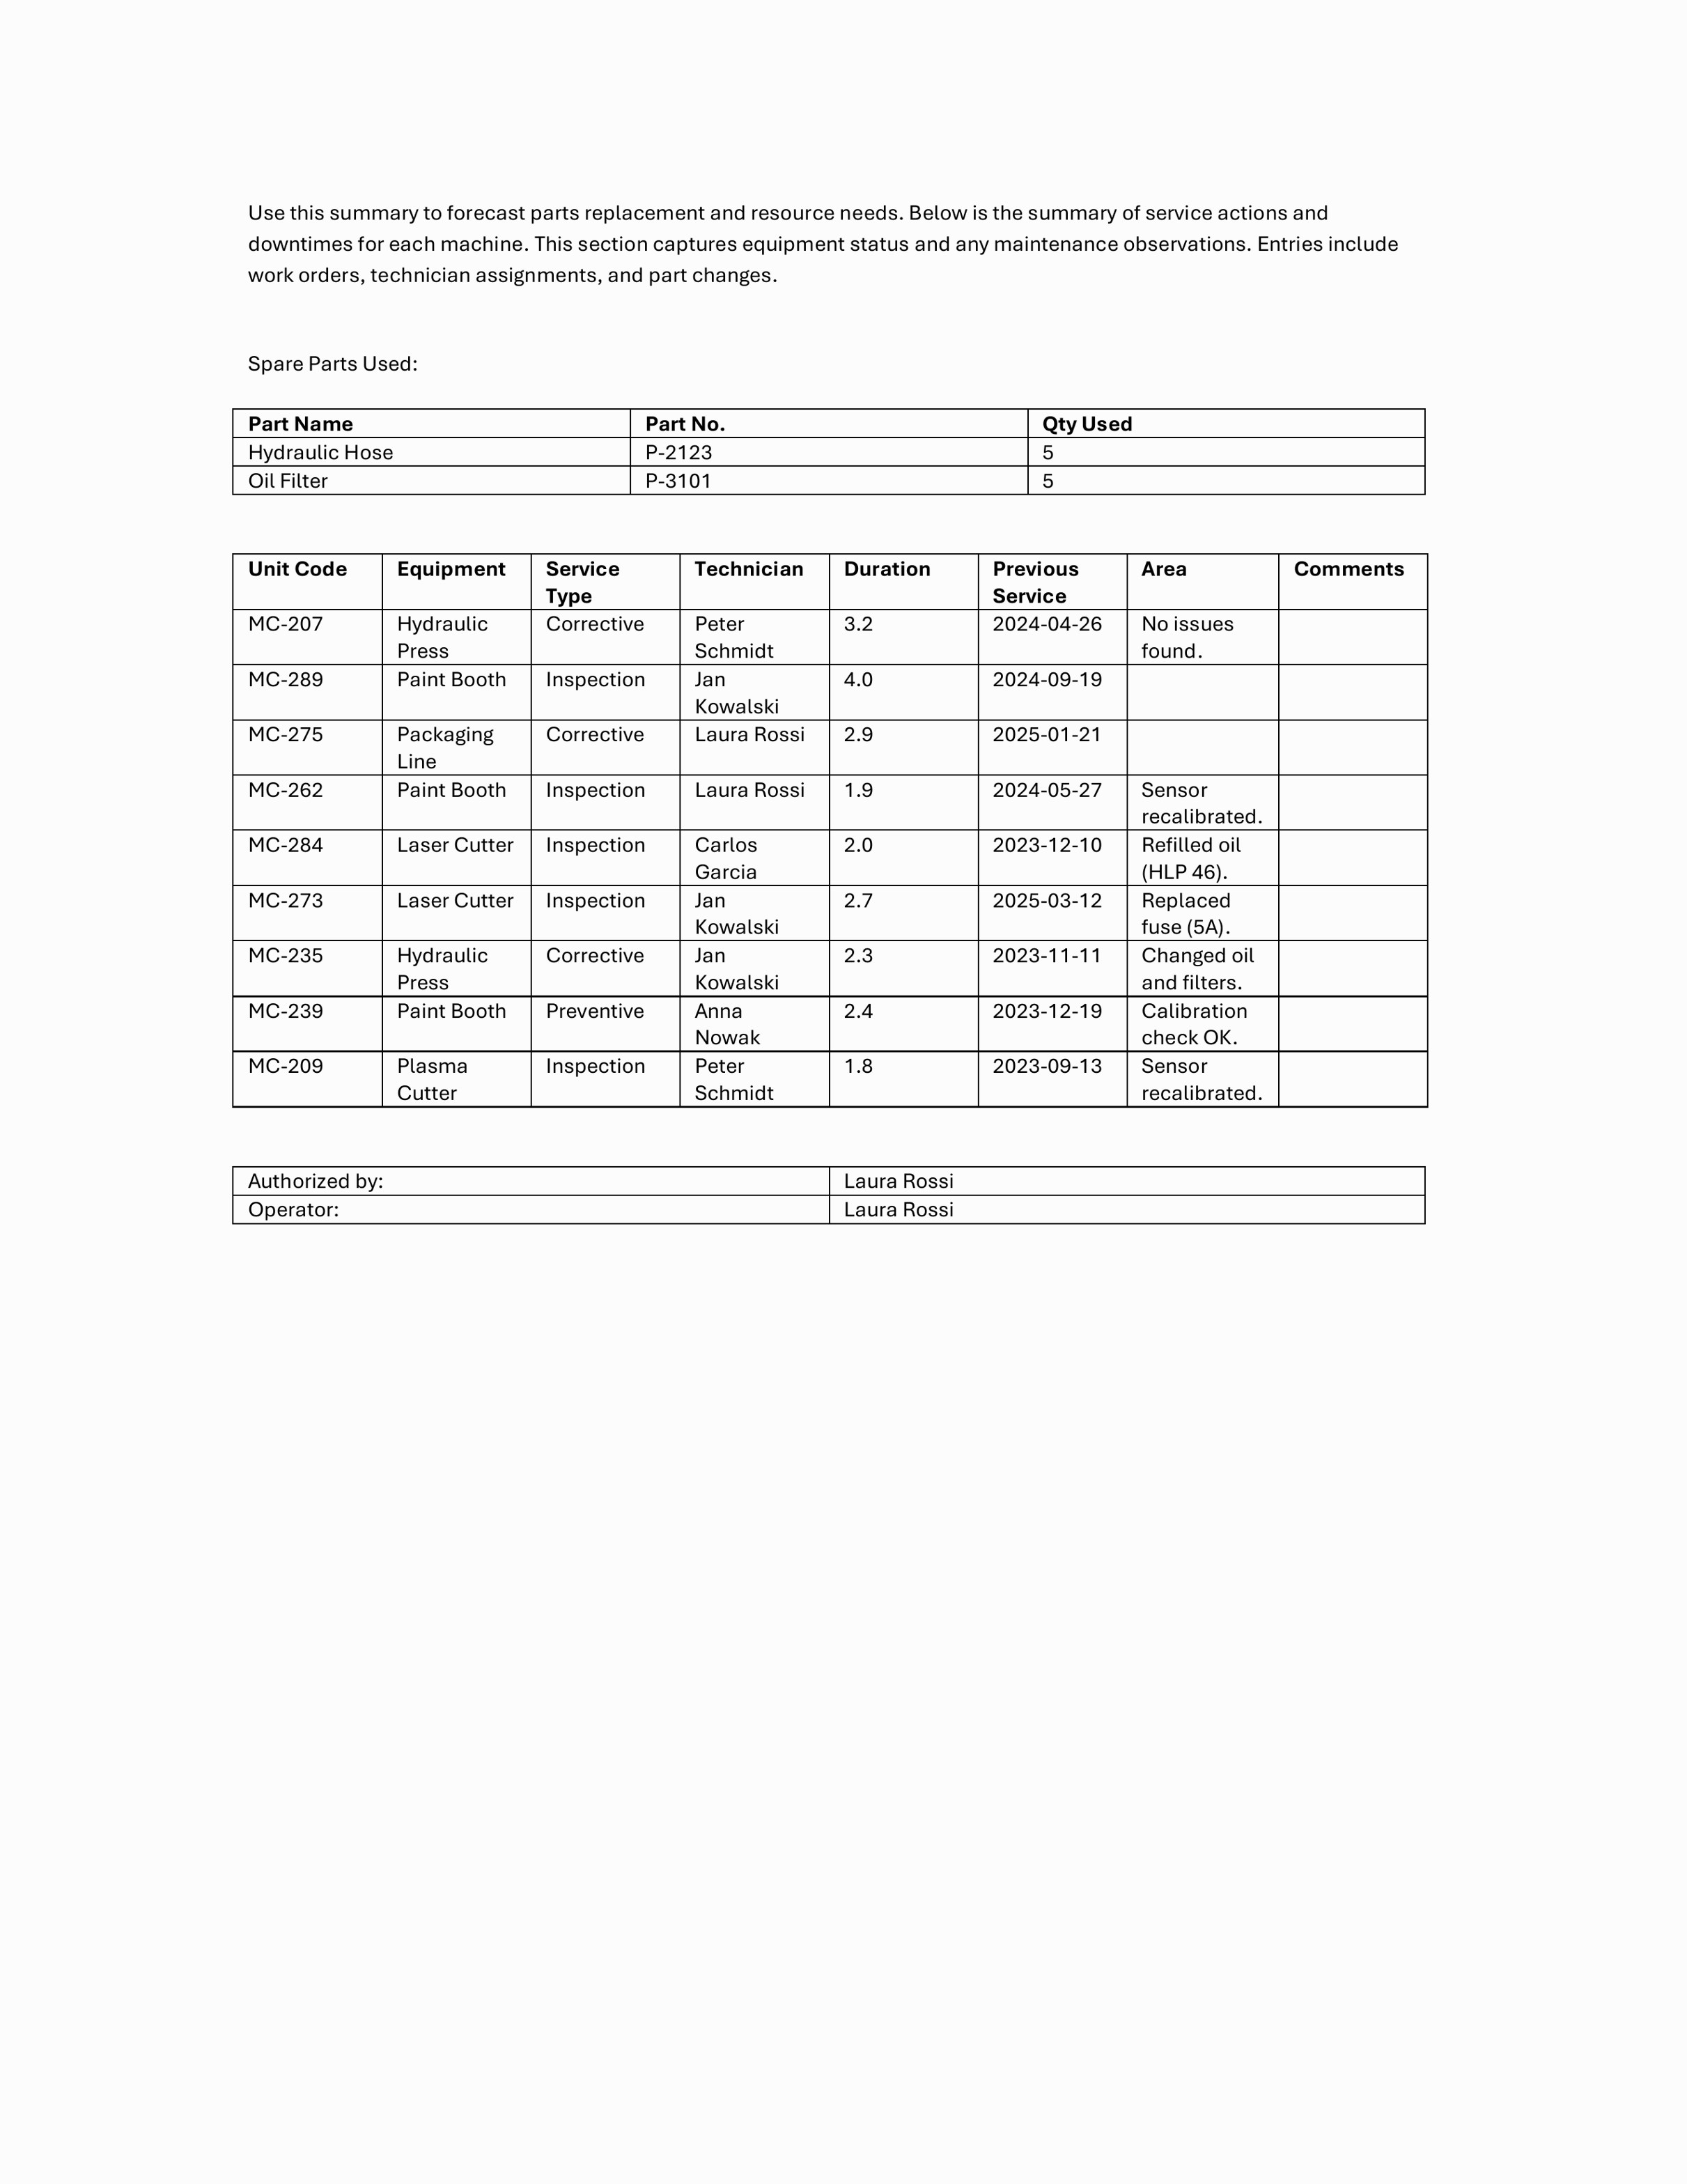 Use this summary to forecast parts replacement and resource needs. Below is the summary of service actions and
downtimes for each machine. This section captures equipment status and any maintenance observations. Entries include
work orders, technician assignments, and part changes.
Spare Parts Used:
Part Name Part No. Qty Used
Hydraulic Hose P-2123 5
Oil Filter P-3101 5
Unit Code Equipment Service Type Technician Duration Previous Service Area Comments
MC-207 Hydraulic Press Corrective Peter Schmidt 3.2 2024-04-26 No issues found.
MC-289 Paint Booth Inspection Jan Kowalski 4.0 2024-09-19
MC-275 Packaging Line Corrective Laura Rossi 2.9 2025-01-21
MC-262 Paint Booth Inspection Laura Rossi 1.9 2024-05-27 Sensor recalibrated.
MC-284 Laser Cutter Inspection Carlos Garcia 2.0 2023-12-10 Refilled oil (HLP 46).
MC-273 Laser Cutter Inspection Jan Kowalski 2.7 2025-03-12 Replaced fuse (5A).
MC-235 Hydraulic Press Corrective Jan Kowalski 2.3 2023-11-11 Changed oil and filters.
MC-239 Paint Booth Preventive Anna Nowak 2.4 2023-12-19 Calibration check OK.
MC-209 Plasma Cutter Inspection Peter Schmidt 1.8 2023-09-13 Sensor recalibrated.
Authorized by: Laura Rossi
Operator: Laura Rossi